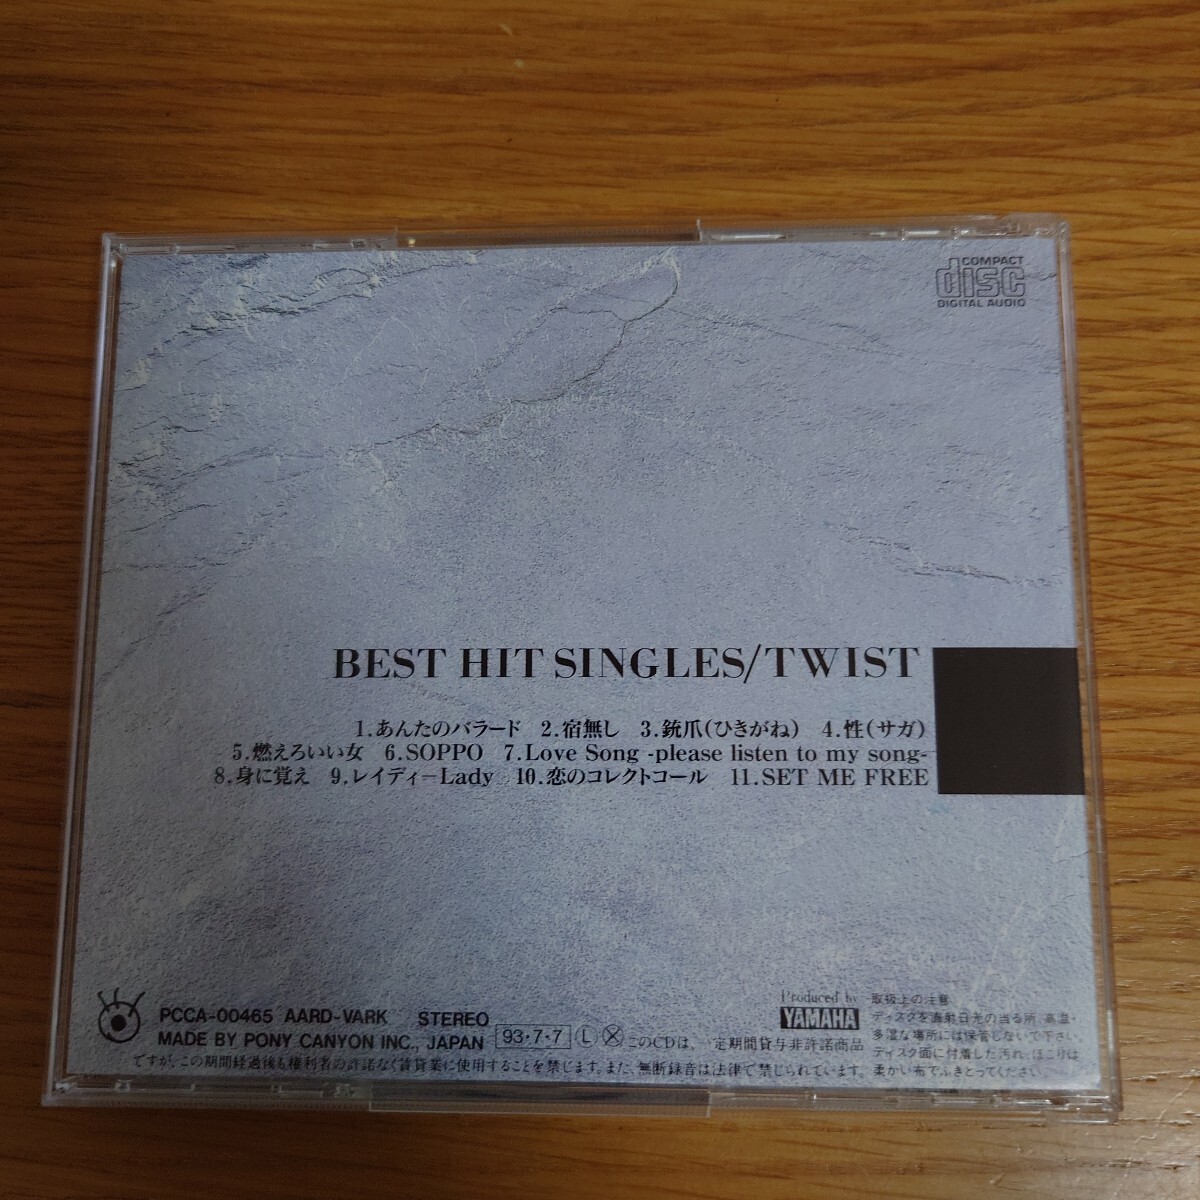 COMPACT
disc
DIGITAL AUDIO
BEST HIT SINGLES/TWIST
1.あんたのバラード 2.宿無し 3.銃爪(ひきがね) 4.性(サガ)
5.燃えろいい女 6.SOPPO 7.Love Song -please listen to my song-
8.身に覚え 9.レイディーLady 10.恋のコレクトコール 11.SET ME FREE
Produced by
YAMAHA
取扱上の注意
ディスクを直射日光の当る所、高温・
多湿な場所には保管しないで下さい。
ディスク面に付着した汚れ、ほこりは
柔かい布でふきとってください。
PCCA-00465 AARD-VARK STEREO
MADE BY PONY CANYON INC., JAPAN 93・7・7 L X このCDは、一定期間貸与非許諾商品
ですが、この期間経過後も権利者の許諾なく賃貸業に使用することを禁じます。また、無断録音は法律で禁じられています。